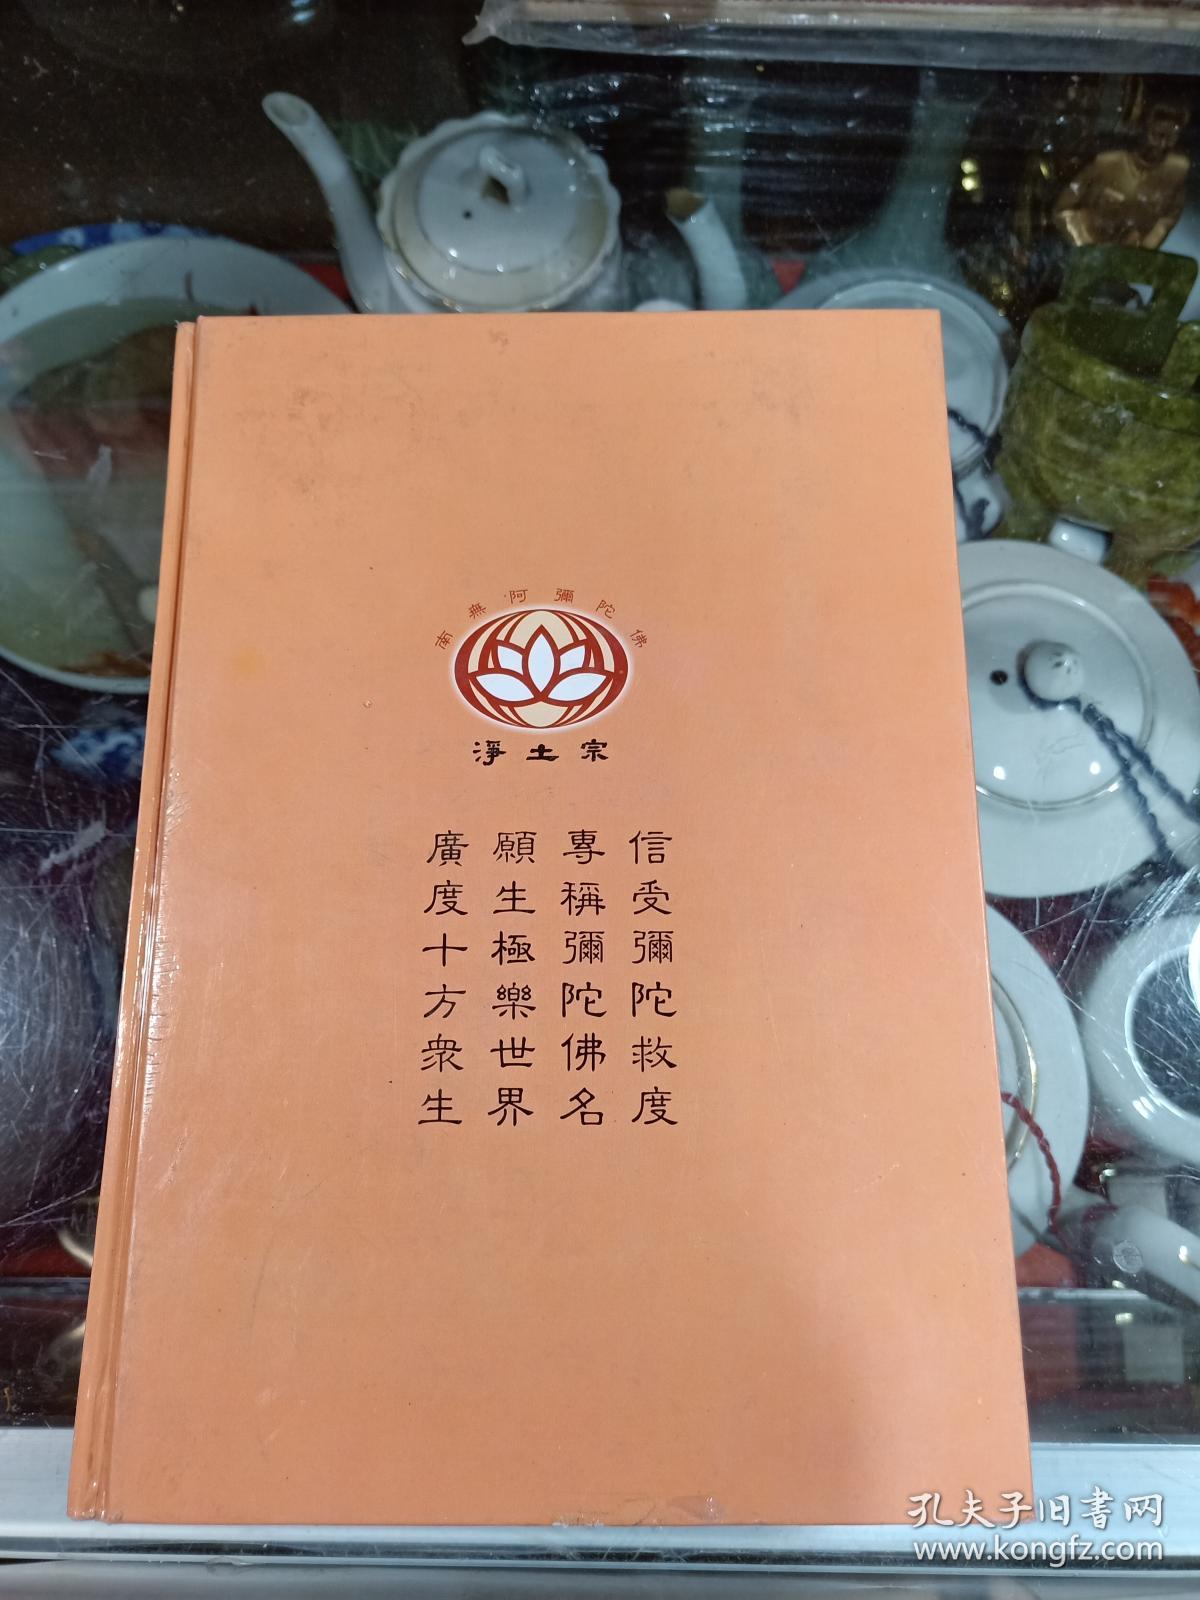 南無阿彌陀佛
淨土宗
信受彌陀救度
專稱彌陀佛名
願生極樂世界
廣度十方衆生
孔夫子旧书网
www.kongfz.com